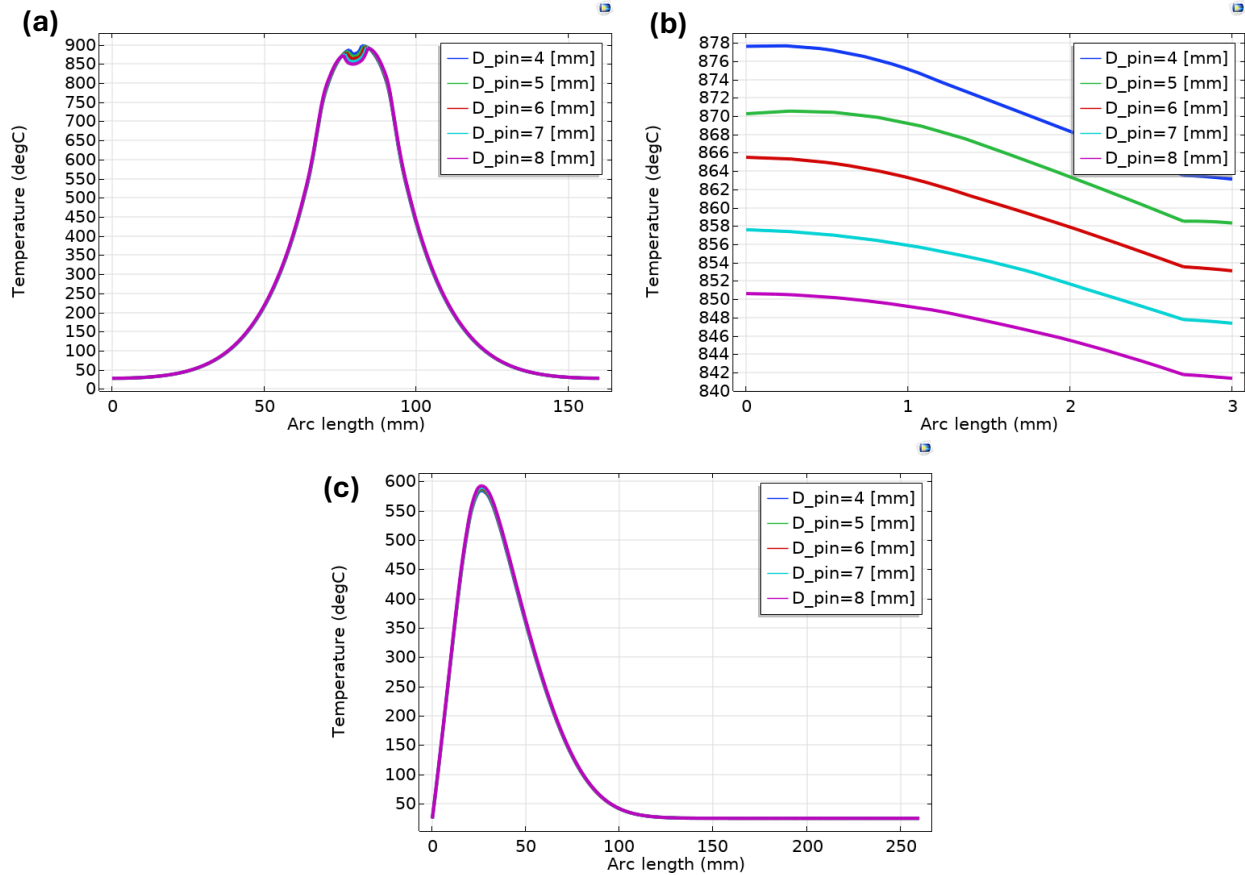 (a)
900
850
800
750
700
650
600
550
500
450
400
350
300
250
200
150
100
50
0
Temperature (degC)
D_pin=4 [mm]
D_pin=5 [mm]
D_pin=6 [mm]
D_pin=7 [mm]
D_pin=8 [mm]
0 50 100 150
Arc length (mm)
(b)
878
876
874
872
870
868
866
864
862
860
858
856
854
852
850
848
846
844
842
840
Temperature (degC)
D_pin=4 [mm]
D_pin=5 [mm]
D_pin=6 [mm]
D_pin=7 [mm]
D_pin=8 [mm]
0 1 2 3
Arc length (mm)
(c)
600
550
500
450
400
350
300
250
200
150
100
50
Temperature (degC)
D_pin=4 [mm]
D_pin=5 [mm]
D_pin=6 [mm]
D_pin=7 [mm]
D_pin=8 [mm]
0 50 100 150 200 250
Arc length (mm)